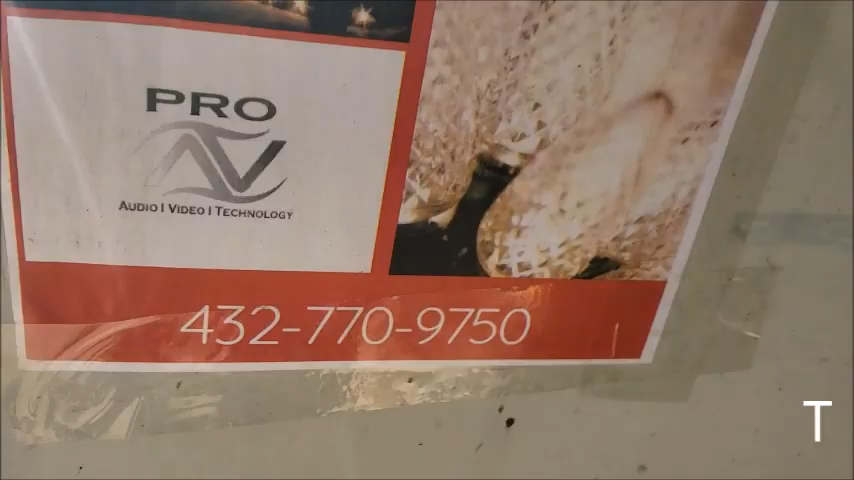 PRO
AV
AUDIO | VIDEO | TECHNOLOGY
432-770-9750
T